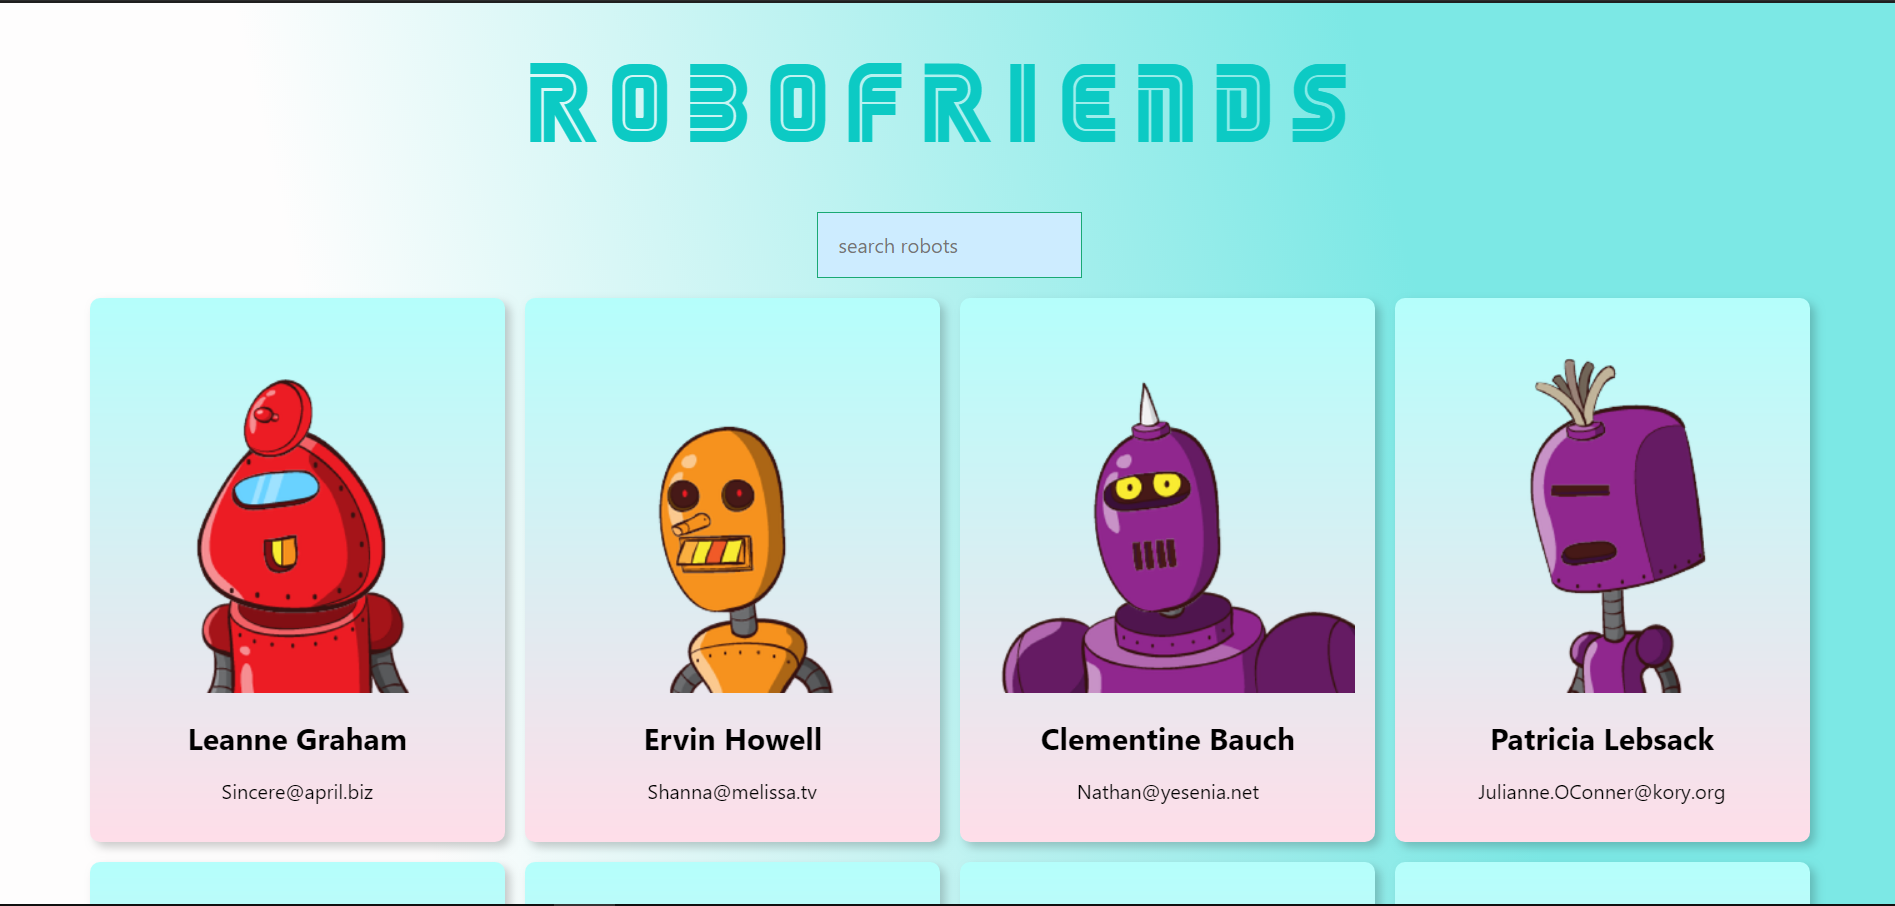 ROBOFRIENDS
search robots
Leanne Graham
Sincere@april.biz
Ervin Howell
Shanna@melissa.tv
Clementine Bauch
Nathan@yesenia.net
Patricia Lebsack
Julianne.OConner@kory.org